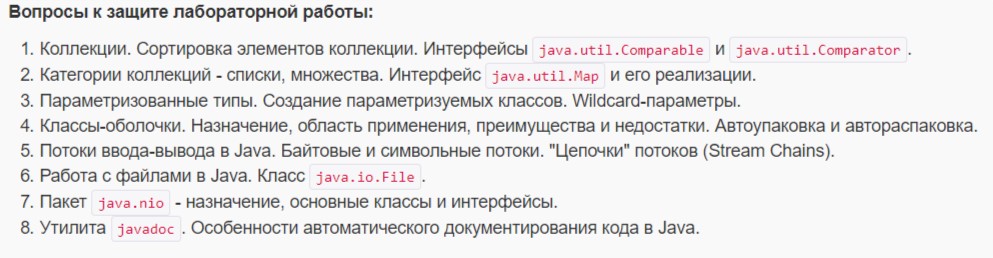 Вопросы к защите лабораторной работы:
1. Коллекции. Сортировка элементов коллекции. Интерфейсы java.util.Comparable и java.util.Comparator.
2. Категории коллекций - списки, множества. Интерфейс java.util.Map и его реализации.
3. Параметризованные типы. Создание параметризуемых классов. Wildcard-параметры.
4. Классы-оболочки. Назначение, область применения, преимущества и недостатки. Автоупаковка и автораспаковка.
5. Потоки ввода-вывода в Java. Байтовые и символьные потоки. "Цепочки" потоков (Stream Chains).
6. Работа с файлами в Java. Класс java.io.File.
7. Пакет java.nio - назначение, основные классы и интерфейсы.
8. Утилита javadoc. Особенности автоматического документирования кода в Java.